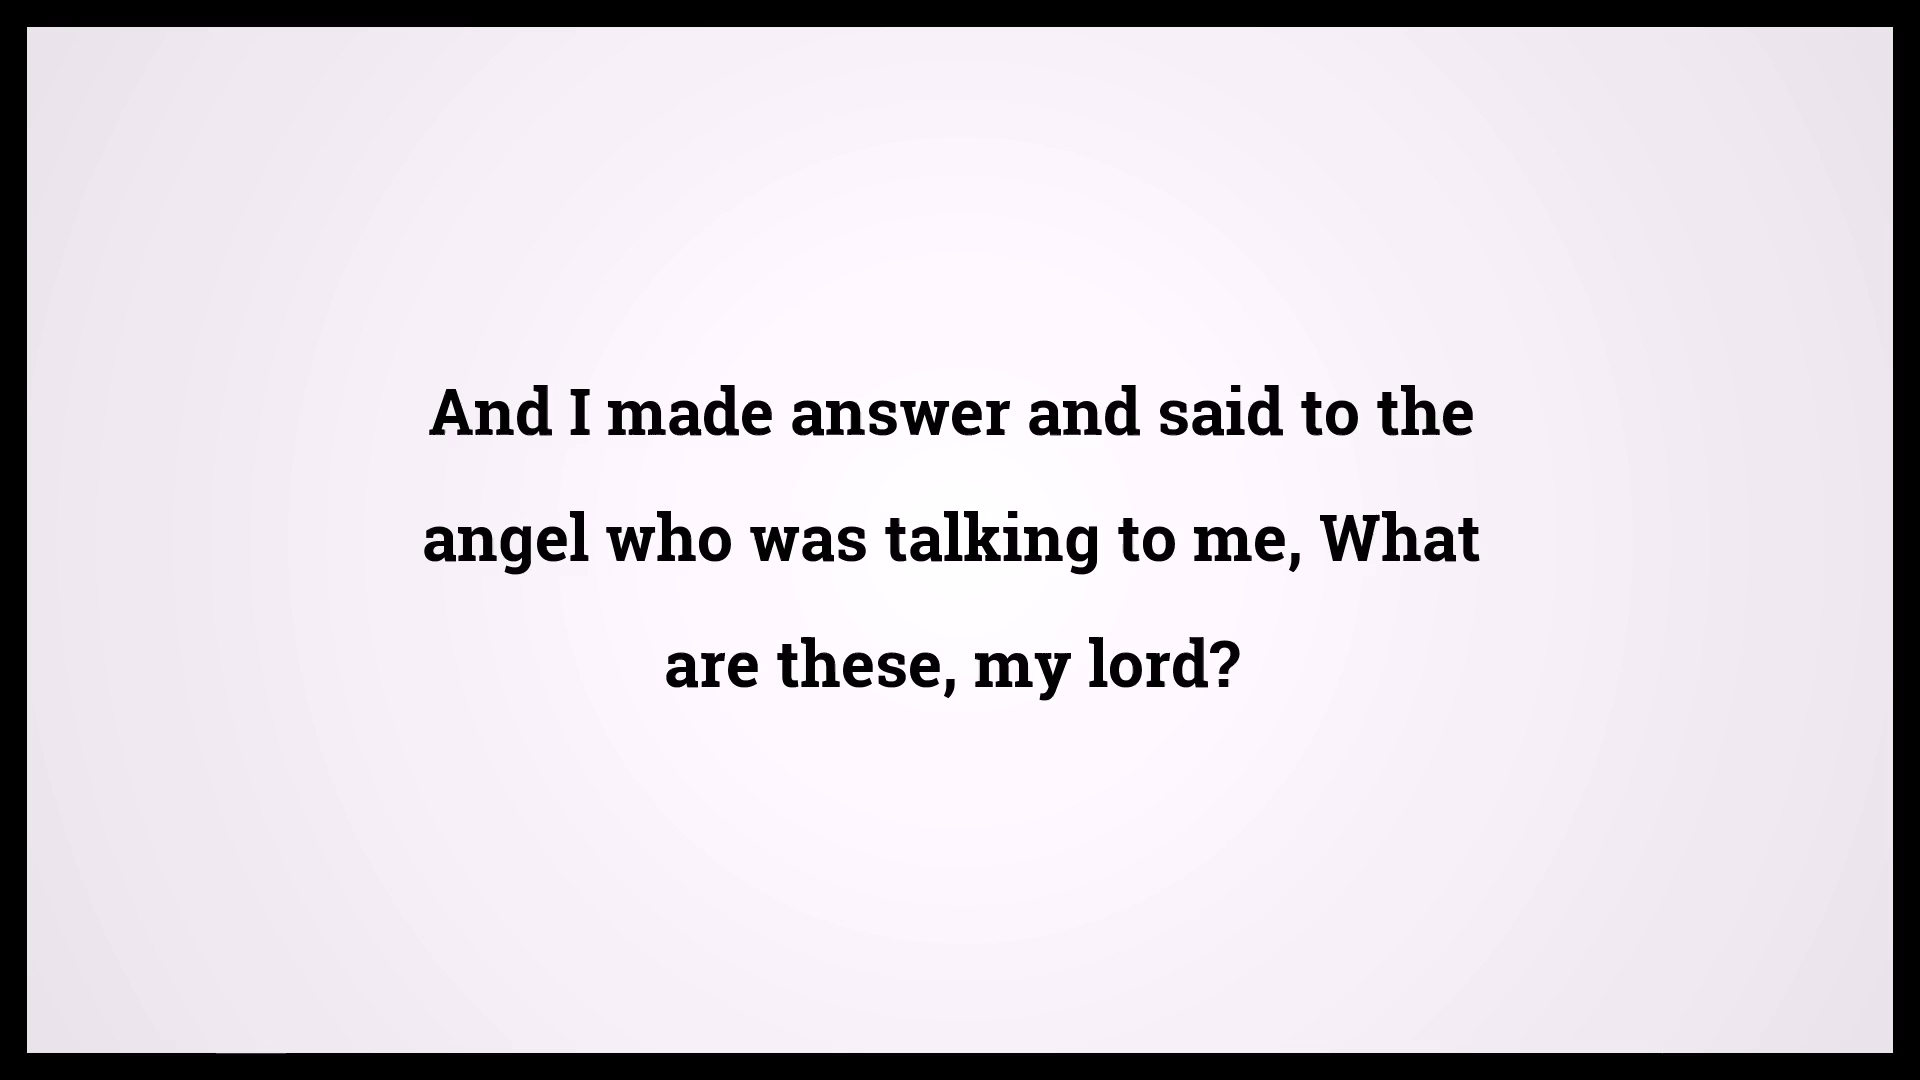 And I made answer and said to the
angel who was talking to me, What
are these, my lord?